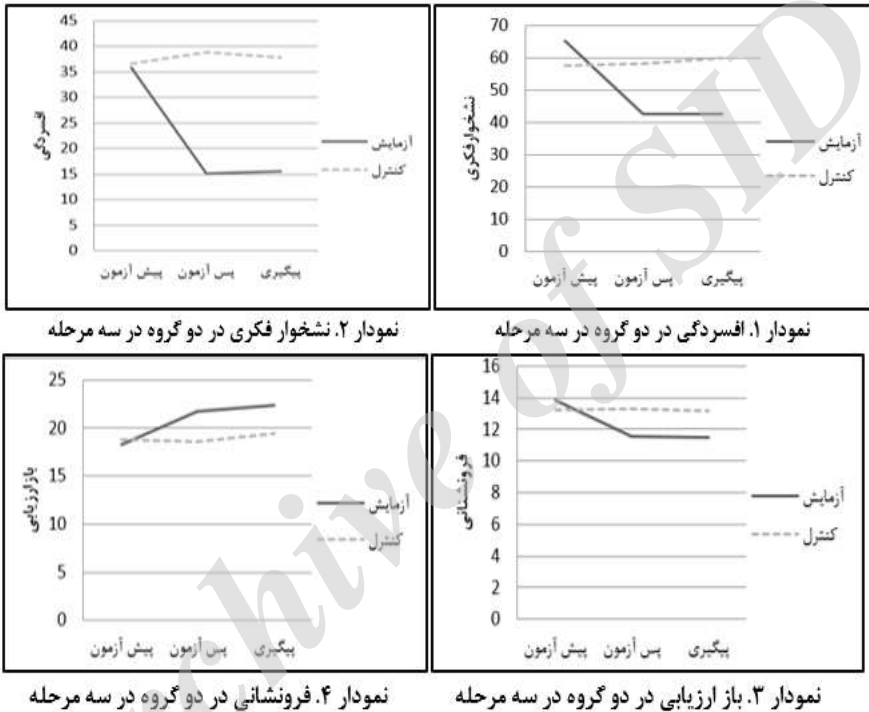 70
60
50
40
30
20
10
0
نشخوارفکری
آزمایش
کنترل
پیش آزمون پس آزمون پیگیری
نمودار ۱. افسردگی در دو گروه در سه مرحله
45
40
35
30
25
20
15
10
5
0
افسردگی
آزمایش
کنترل
پیش آزمون پس آزمون پیگیری
نمودار ۲. نشخوار فکری در دو گروه در سه مرحله
16
14
12
10
8
6
4
2
0
فرونشانی
آزمایش
کنترل
پیش آزمون پس آزمون پیگیری
نمودار ۳. باز ارزیابی در دو گروه در سه مرحله
25
20
15
10
5
0
بازارزیابی
آزمایش
کنترل
پیش آزمون پس آزمون پیگیری
نمودار ۴. فرونشانی در دو گروه در سه مرحله
chive of SID